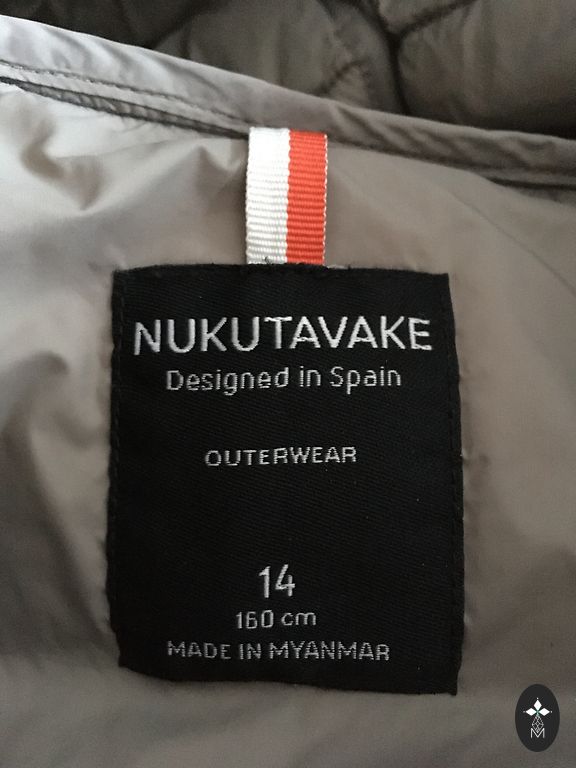 NUKUTAVAKE
Designed in Spain
OUTERWEAR
14
160 cm
MADE IN MYANMAR
M